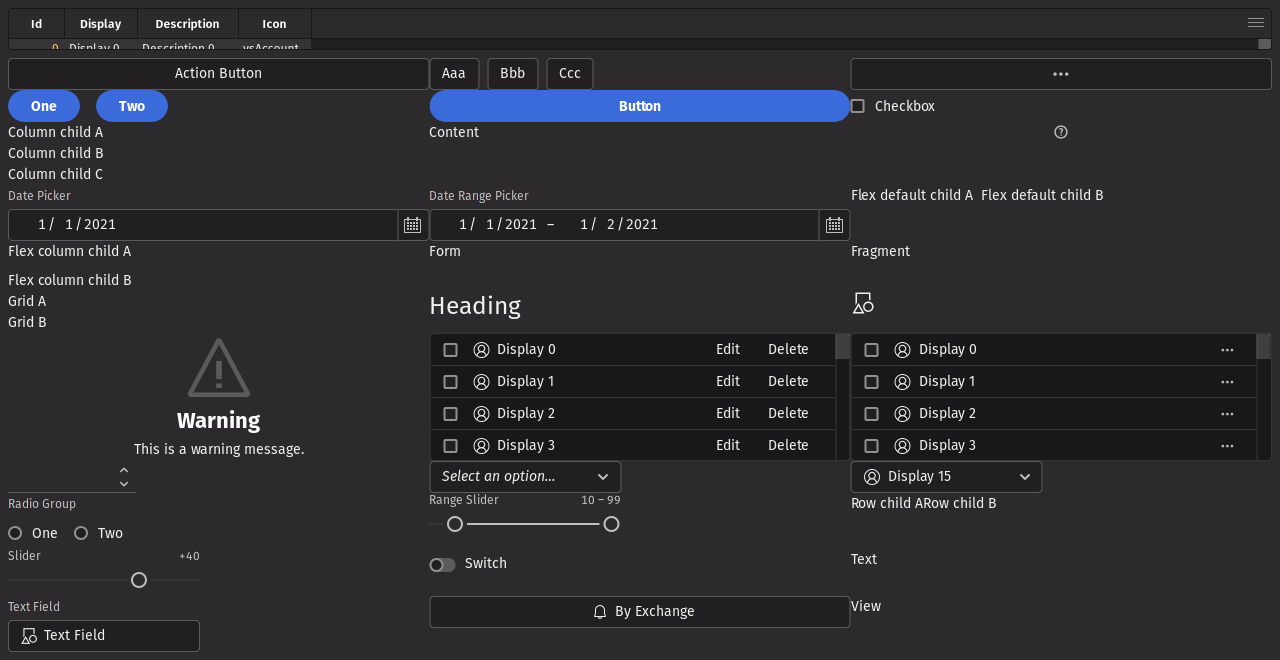 Id Display Description Icon
0 Display 0 Description 0 vsAccount
Action Button Aaa Bbb Ccc
One Two Button Checkbox
Column child A Content
Column child B
Column child C
Date Picker Date Range Picker Flex default child A Flex default child B
1 / 1 / 2021 1 / 1 / 2021 – 1 / 2 / 2021
Flex column child A Form Fragment
Flex column child B
Grid A Heading
Grid B
Display 0 Edit Delete Display 0
Display 1 Edit Delete Display 1
Warning Display 2 Edit Delete Display 2
This is a warning message. Display 3 Edit Delete Display 3
Select an option... Display 15
Radio Group Range Slider 10 – 99 Row child ARow child B
One Two
Slider +40 Switch Text
Text Field By Exchange View
Text Field